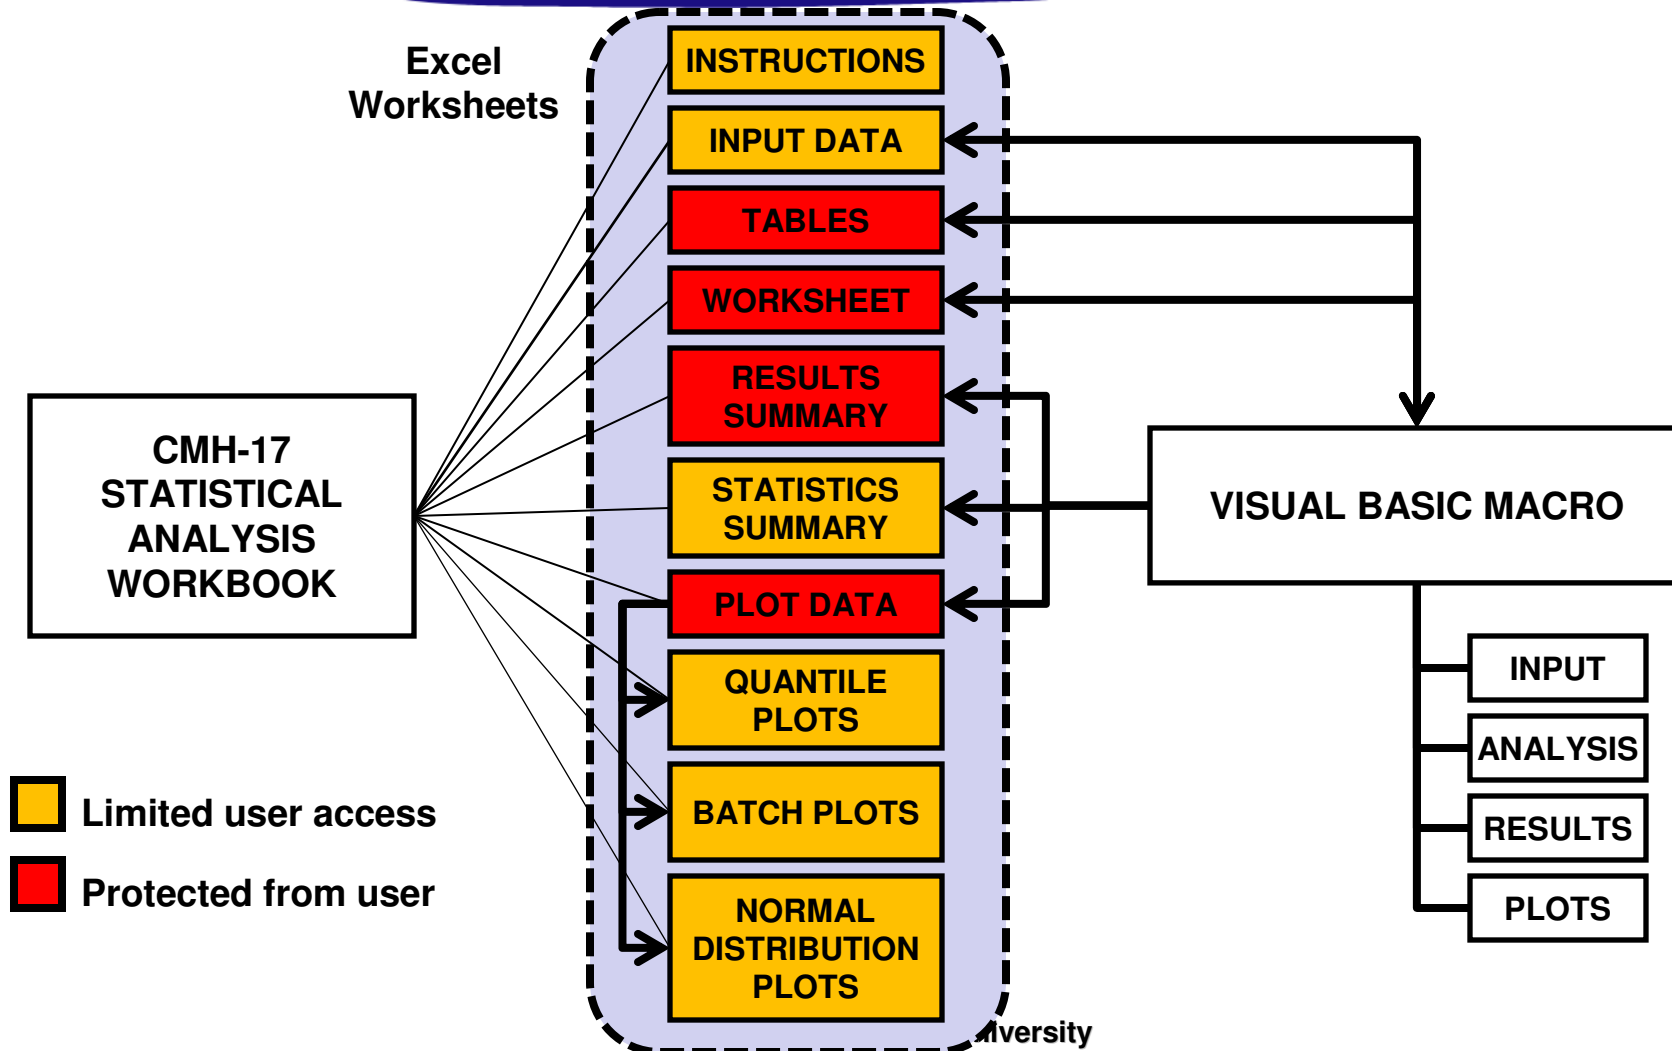 Excel
Worksheets
INSTRUCTIONS
INPUT DATA
TABLES
WORKSHEET
RESULTS
SUMMARY
STATISTICS
SUMMARY
PLOT DATA
QUANTILE
PLOTS
BATCH PLOTS
NORMAL
DISTRIBUTION
PLOTS
CMH-17
STATISTICAL
ANALYSIS
WORKBOOK
VISUAL BASIC MACRO
INPUT
ANALYSIS
RESULTS
PLOTS
Limited user access
Protected from user